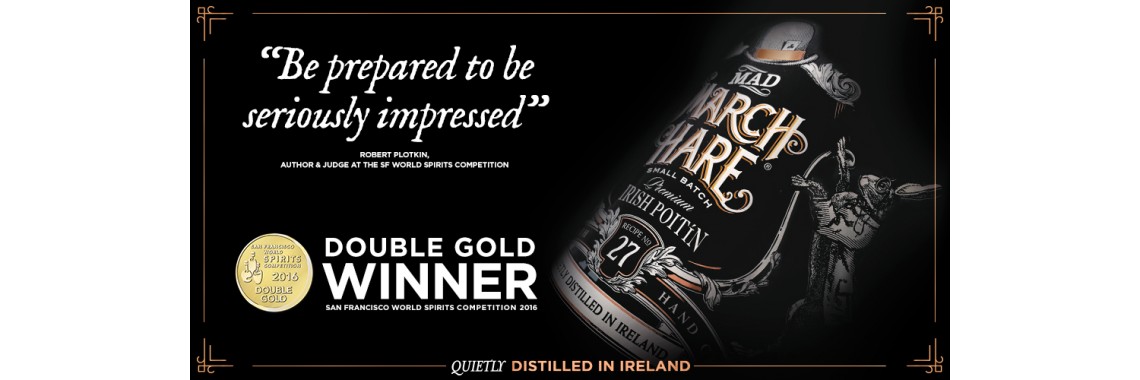 “Be prepared to be
seriously impressed”
ROBERT PLOTKIN,
AUTHOR & JUDGE AT THE SF WORLD SPIRITS COMPETITION
SAN FRANCISCO
WORLD
SPIRITS
COMPETITION
2016
DOUBLE
GOLD
DOUBLE GOLD
WINNER
SAN FRANCISCO WORLD SPIRITS COMPETITION 2016
MAD
MARCH
HARE
®
SMALL BATCH
Premium
IRISH POITíN
RECIPE NO
27
HAND
DISTILLED IN IRELAND
QUIETLY DISTILLED IN IRELAND